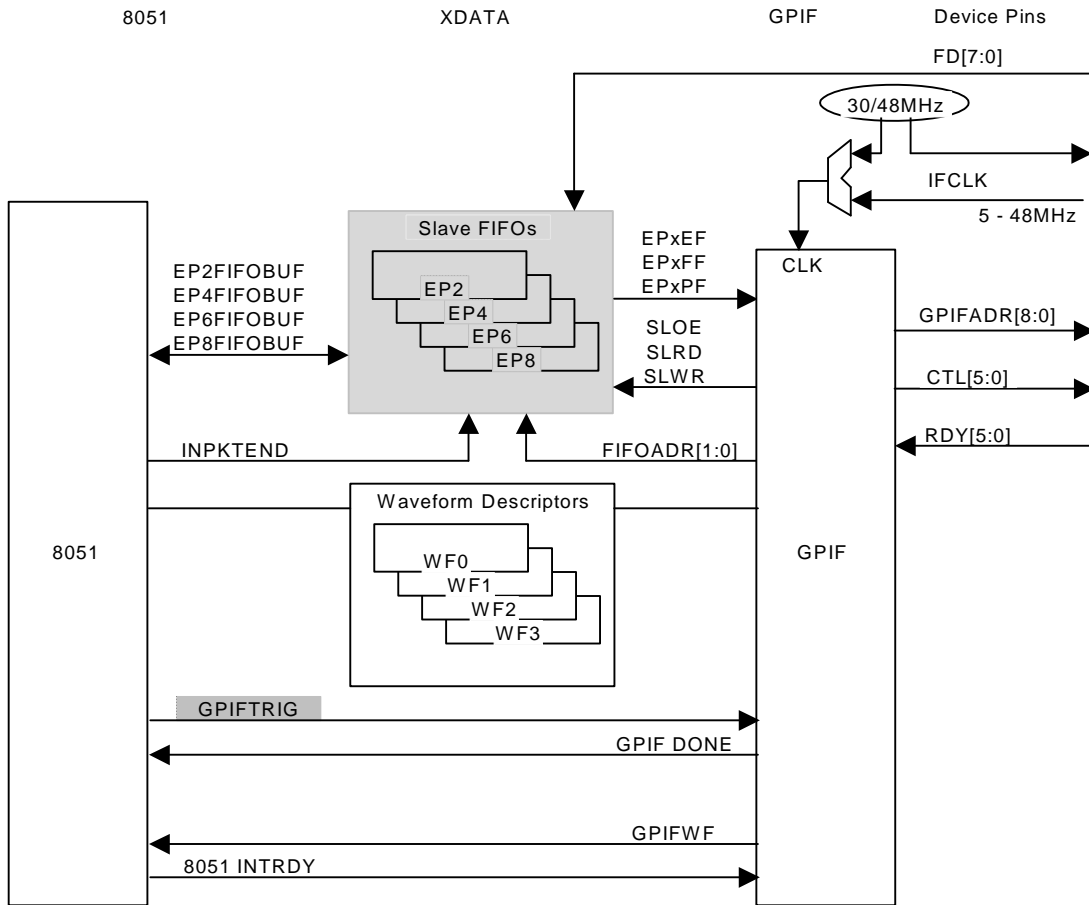 8051 XDATA GPIF Device Pins
FD[7:0]
30/48MHz
IFCLK
5 - 48MHz
Slave FIFOs
EP2
EP4
EP6
EP8
EP2FIFOBUF
EP4FIFOBUF
EP6FIFOBUF
EP8FIFOBUF
EPxEF
EPxFF
EPxPF
SLOE
SLRD
SLWR
CLK
GPIFADR[8:0]
CTL[5:0]
RDY[5:0]
INPKTEND
FIFOADR[1:0]
Waveform Descriptors
WF0
WF1
WF2
WF3
8051
GPIF
GPIFTRIG
GPIF DONE
GPIFWF
8051 INTRDY